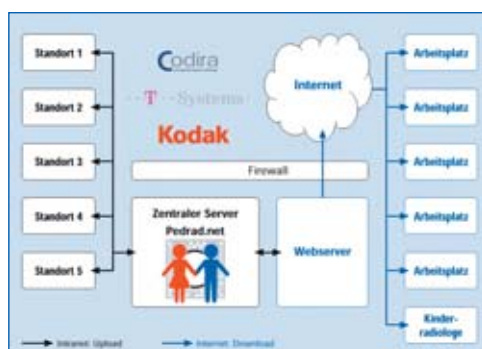 Standort 1
Standort 2
Standort 3
Standort 4
Standort 5
Codira
T Systems
Kodak
Firewall
Zentraler Server
Pedrad.net
Webserver
Internet
Arbeitsplatz
Arbeitsplatz
Arbeitsplatz
Arbeitsplatz
Arbeitsplatz
Kinder-
radiologe
Intranet: Upload
Internet: Download